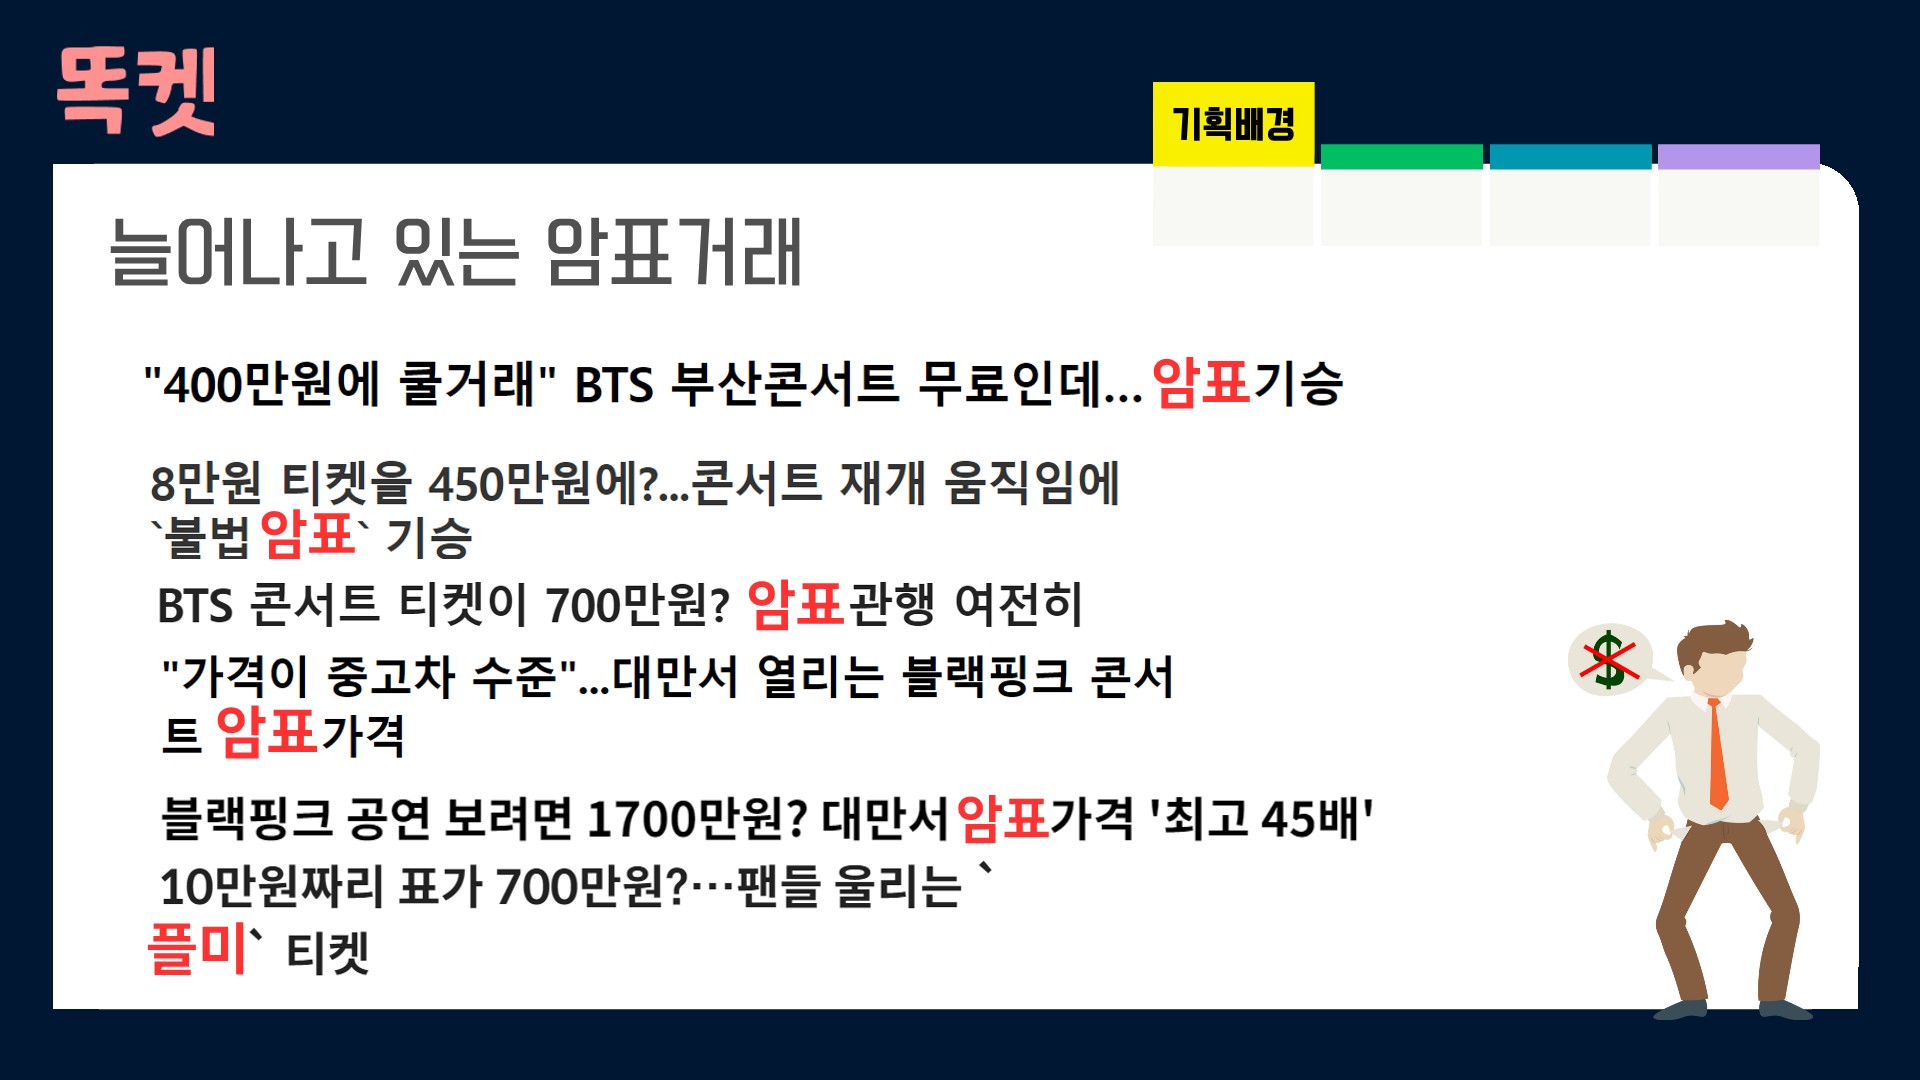 똑켓
기획배경
늘어나고 있는 암표거래
"400만원에 쿨거래" BTS 부산콘서트 무료인데...암표기승
8만원 티켓을 450만원에?...콘서트 재개 움직임에
`불법암표` 기승
BTS 콘서트 티켓이 700만원? 암표관행 여전히
"가격이 중고차 수준"...대만서 열리는 블랙핑크 콘서
트 암표가격
블랙핑크 공연 보려면 1700만원? 대만서암표가격 '최고 45배'
10만원짜리 표가 700만원?…팬들 울리는 `
플미` 티켓
$